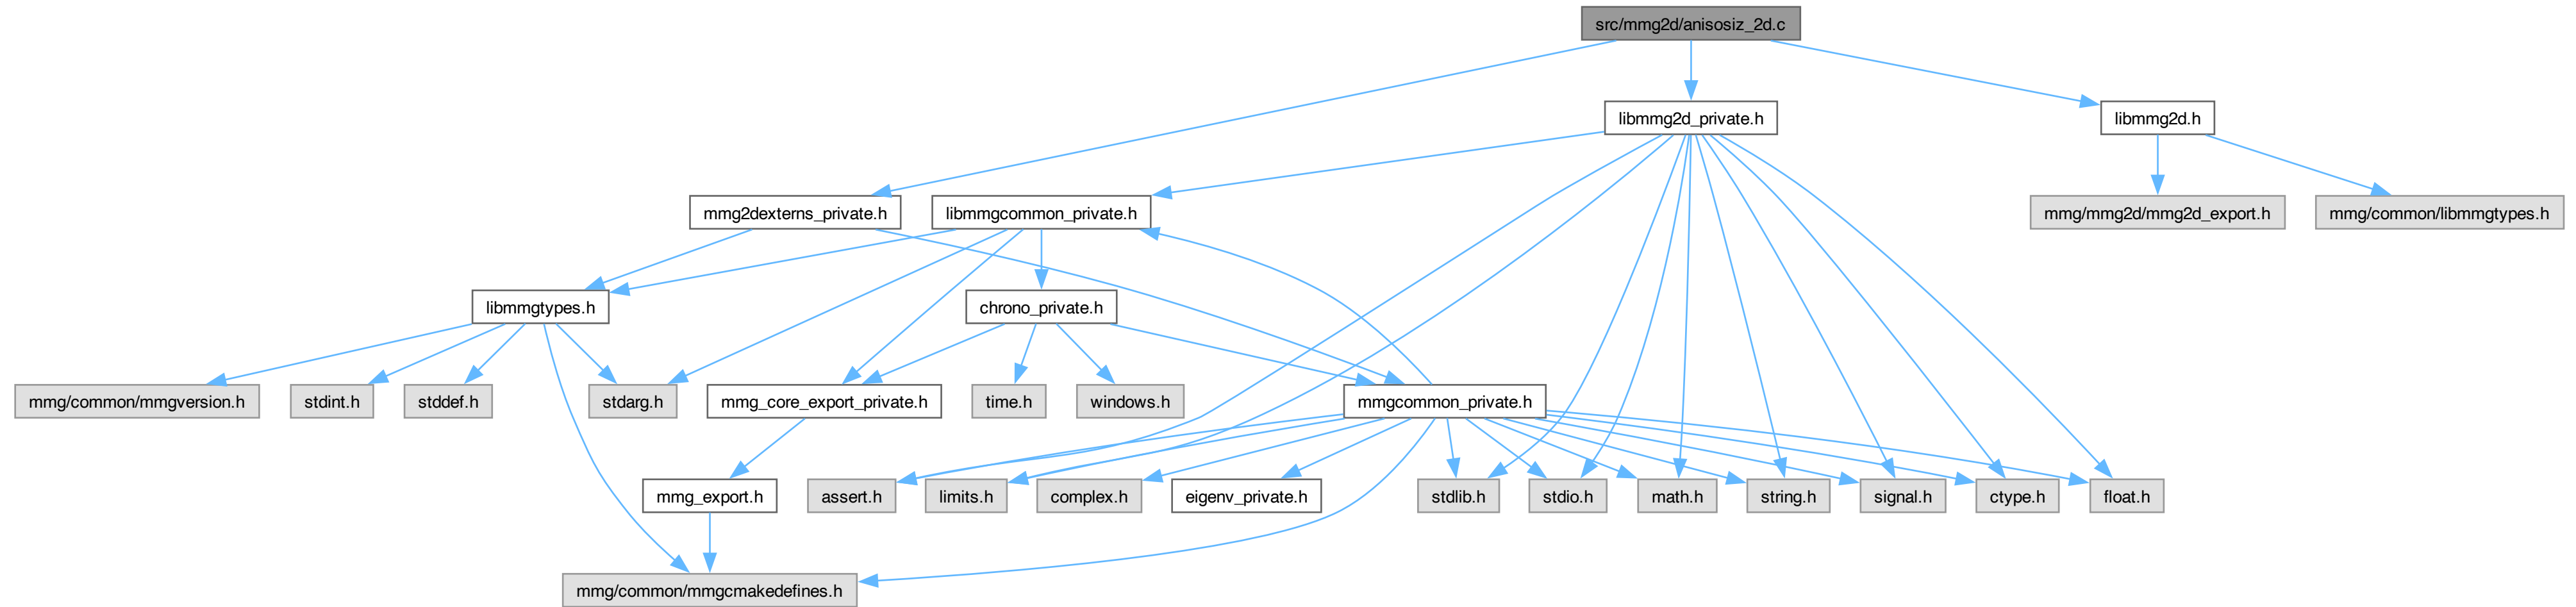 src/mmg2d/anisosiz_2d.c
libmmg2d_private.h
libmmg2d.h
mmg2dexterns_private.h
libmmgcommon_private.h
mmg/mmg2d/mmg2d_export.h
mmg/common/libmmgtypes.h
libmmgtypes.h
chrono_private.h
mmg/common/mmgversion.h
stdint.h
stddef.h
stdarg.h
mmg_core_export_private.h
time.h
windows.h
mmgcommon_private.h
mmg_export.h
assert.h
limits.h
complex.h
eigenv_private.h
stdlib.h
stdio.h
math.h
string.h
signal.h
ctype.h
float.h
mmg/common/mmgcmakedefines.h